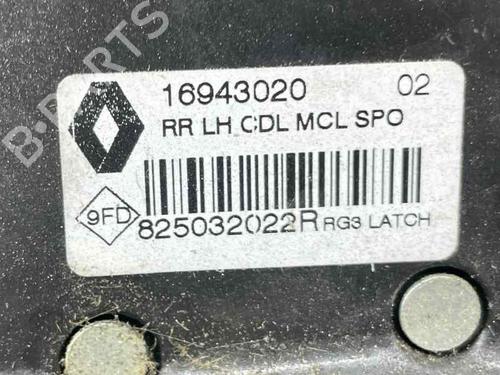 B-PARTS
16943020 02
RR LH CDL MCL SPO
9FD
825032022R RG3 LATCH